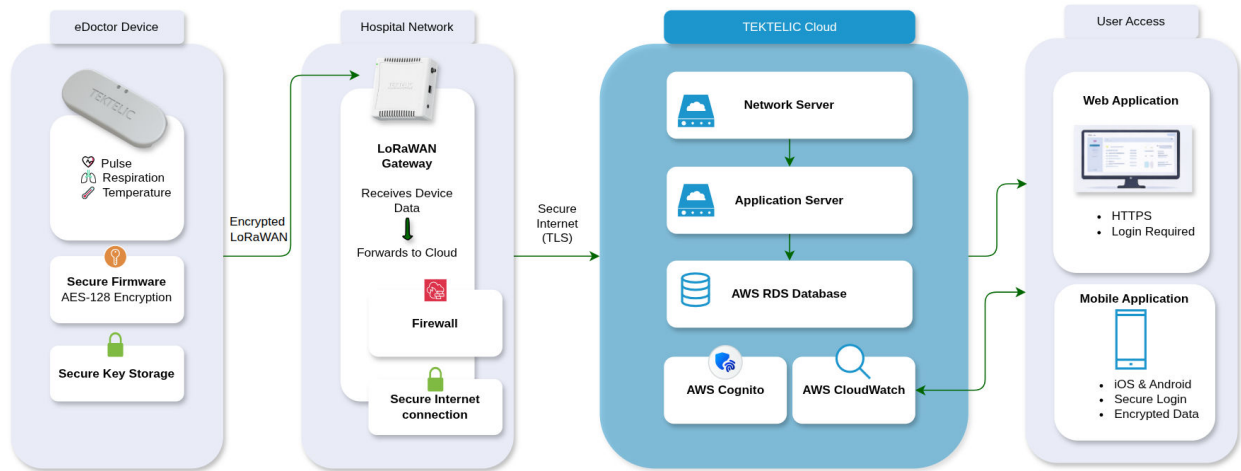 eDoctor Device
TEKTELIC
Pulse
Respiration
Temperature
Secure Firmware
AES-128 Encryption
Secure Key Storage
Encrypted
LoRaWAN
Hospital Network
LoRaWAN
Gateway
Receives Device
Data
Forwards to Cloud
Firewall
Secure Internet
connection
Secure
Internet
(TLS)
TEKTELIC Cloud
Network Server
Application Server
AWS RDS Database
AWS Cognito
AWS CloudWatch
User Access
Web Application
• HTTPS
• Login Required
Mobile Application
• iOS & Android
• Secure Login
• Encrypted Data